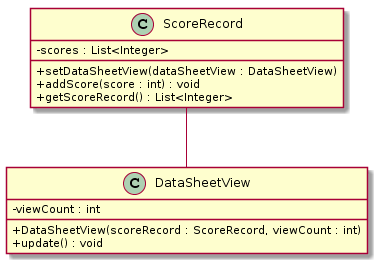 C ScoreRecord
-scores : List<Integer>
+setDataSheetView(dataSheetView : DataSheetView)
+addScore(score : int) : void
+getScoreRecord() : List<Integer>
C DataSheetView
-viewCount : int
+DataSheetView(scoreRecord : ScoreRecord, viewCount : int)
+update() : void